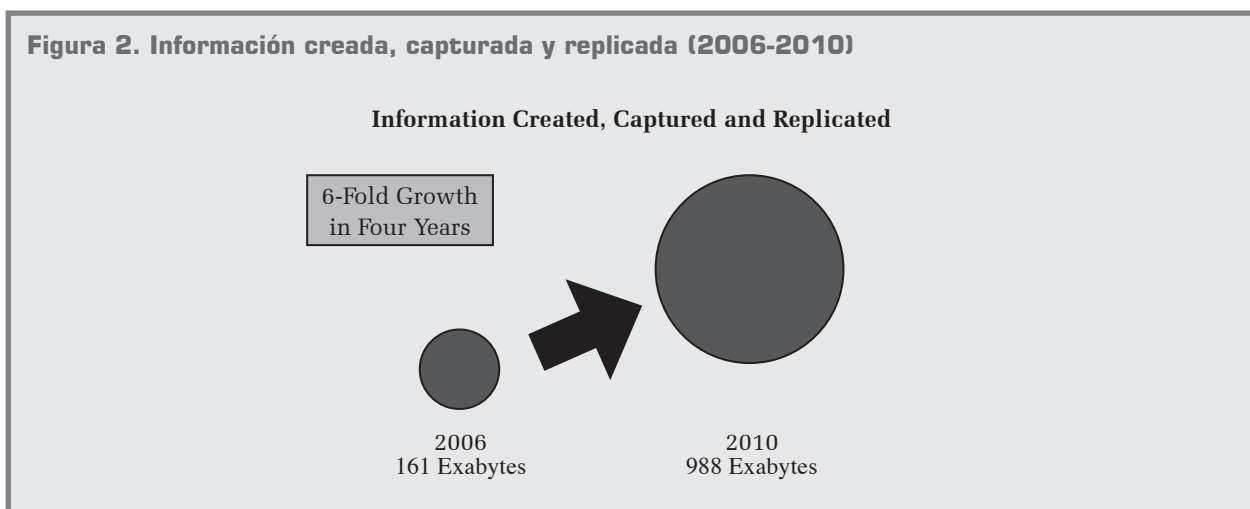 Figura 2. Información creada, capturada y replicada (2006-2010)
Information Created, Captured and Replicated
6-Fold Growth
in Four Years
2006
161 Exabytes
2010
988 Exabytes